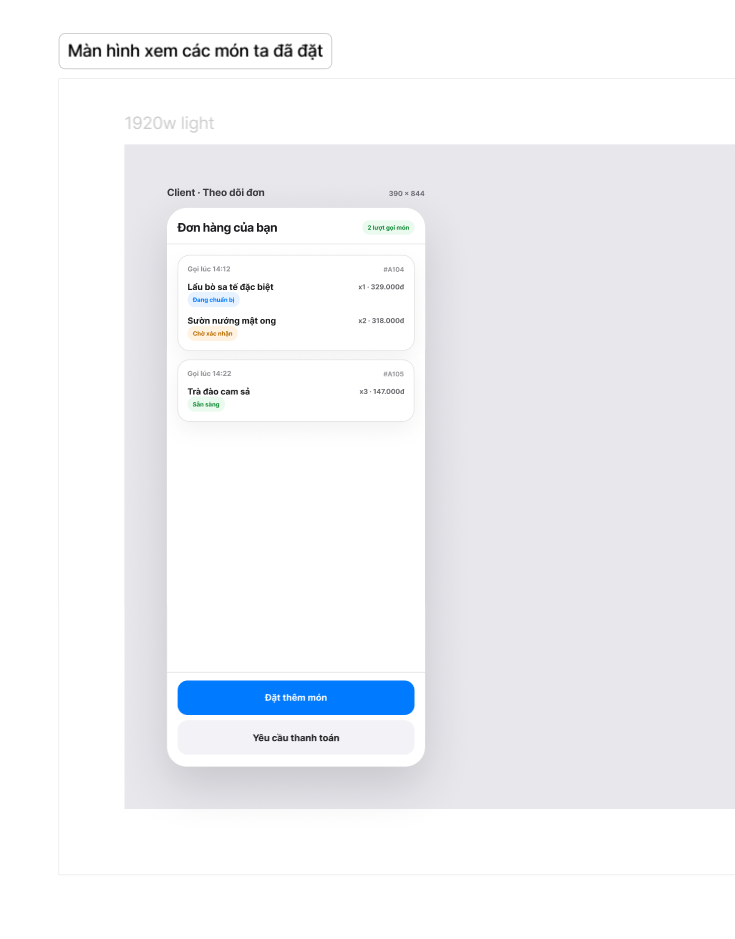 Màn hình xem các món ta đã đặt
1920w light
Client · Theo dõi đơn 390 × 844
Đơn hàng của bạn 2 lượt gọi món
Gọi lúc 14:12 #A104
Lẩu bò sa tế đặc biệt x1 · 329.000đ
Đang chuẩn bị
Sườn nướng mật ong x2 · 318.000đ
Chờ xác nhận
Gọi lúc 14:22 #A105
Trà đào cam sả x3 · 147.000đ
Sẵn sàng
Đặt thêm món
Yêu cầu thanh toán